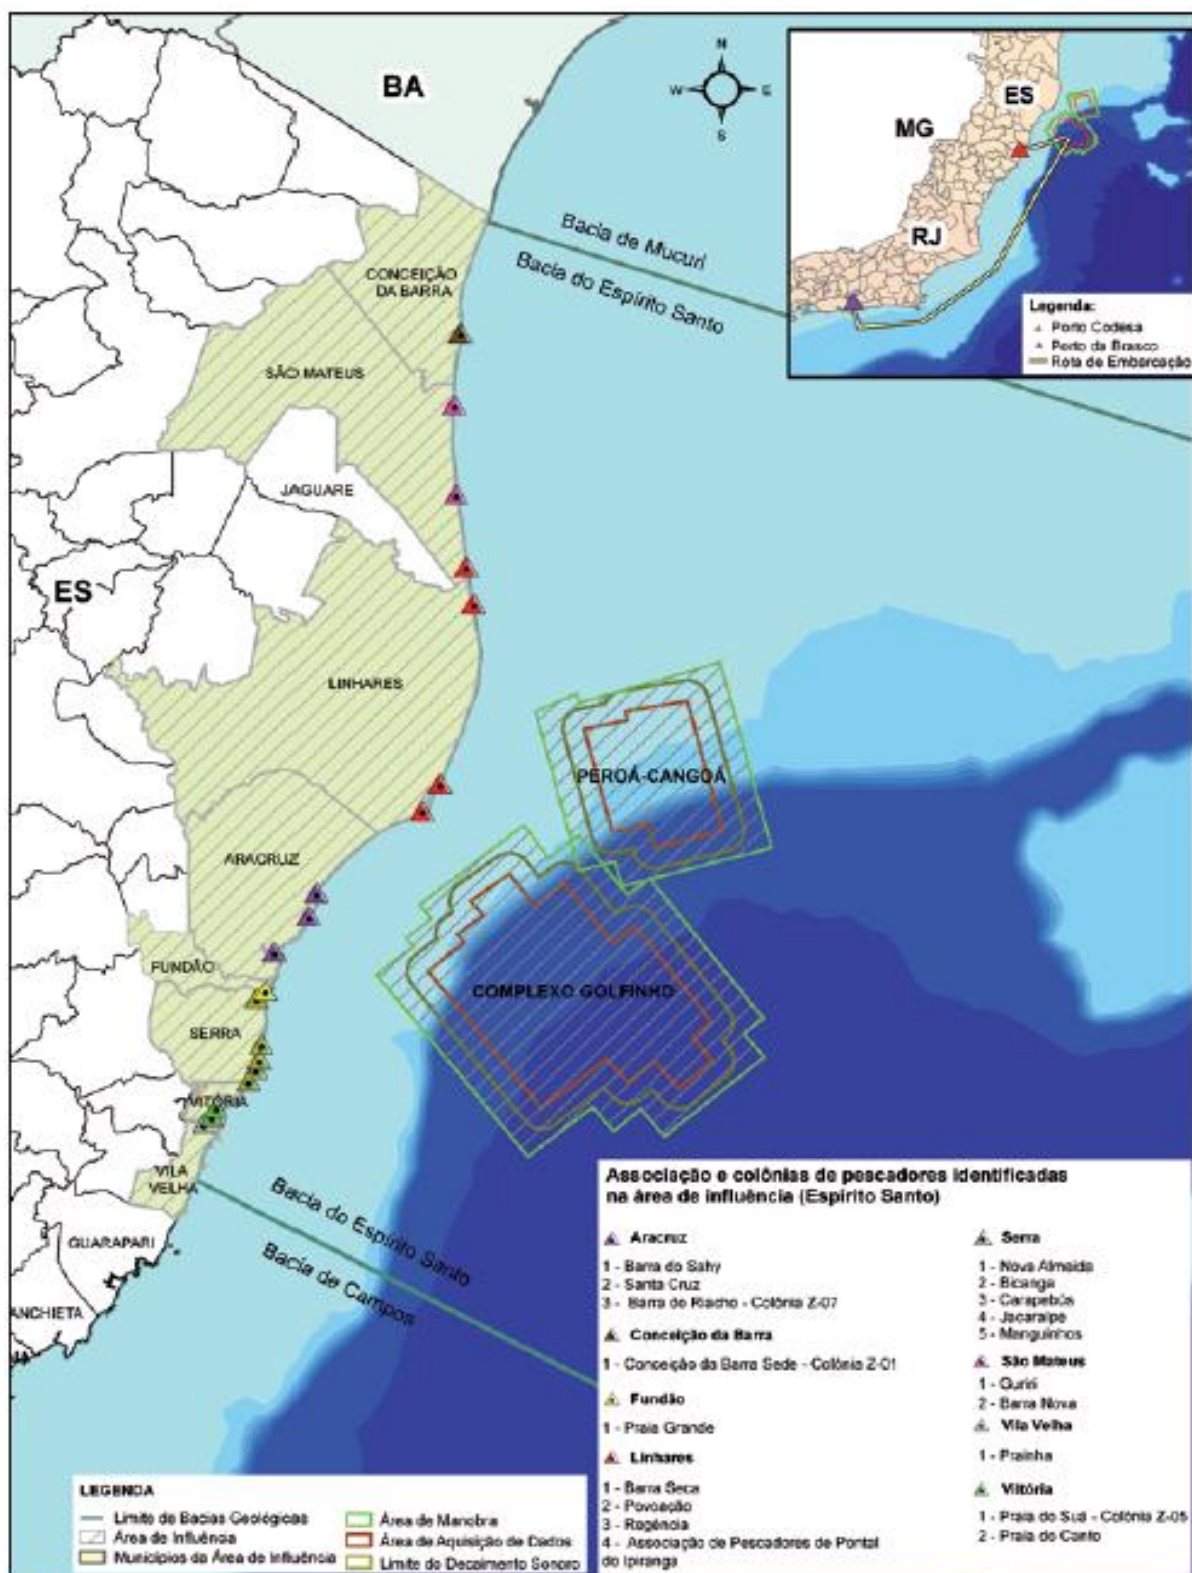 BA
N
W
E
S
ES
MG
RJ
Legenda:
Porto Codesa
Porto da Brasco
Rota de Embarcação
Bacia de Mucuri
Bacia do Espírito Santo
CONCEIÇÃO
DA BARRA
SÃO MATEUS
JAGUARE
ES
LINHARES
PEROÁ-CANGOÁ
ARACRUZ
FUNDÃO
COMPLEXO GOLFINHO
SERRA
VITÓRIA
VILA
VELHA
GUARAPARI
ANCHIETA
Bacia do Espírito Santo
Bacia de Campos
Associação e colônias de pescadores identificadas
na área de influência (Espírito Santo)
Aracruz
1 - Barra do Sahy
2 - Santa Cruz
3 - Barra do Riacho - Colônia Z-07
Conceição da Barra
1 - Conceição da Barra Sede - Colônia Z-01
Fundão
1 - Praia Grande
Linhares
1 - Barra Seca
2 - Povoação
3 - Regência
4 - Associação de Pescadores de Pontal
do Ipiranga
Serra
1 - Nova Almeida
2 - Bicanga
3 - Carapebús
4 - Jacaraípe
5 - Manguinhos
São Mateus
1 - Guriri
2 - Barra Nova
Vila Velha
1 - Prainha
Vitória
1 - Praia do Suá - Colônia Z-05
2 - Praia do Canto
LEGENDA
Limite de Bacias Geológicas
Área de Influência
Municípios da Área de Influência
Área de Manobra
Área de Aquisição de Dados
Limite de Decaimento Sonoro